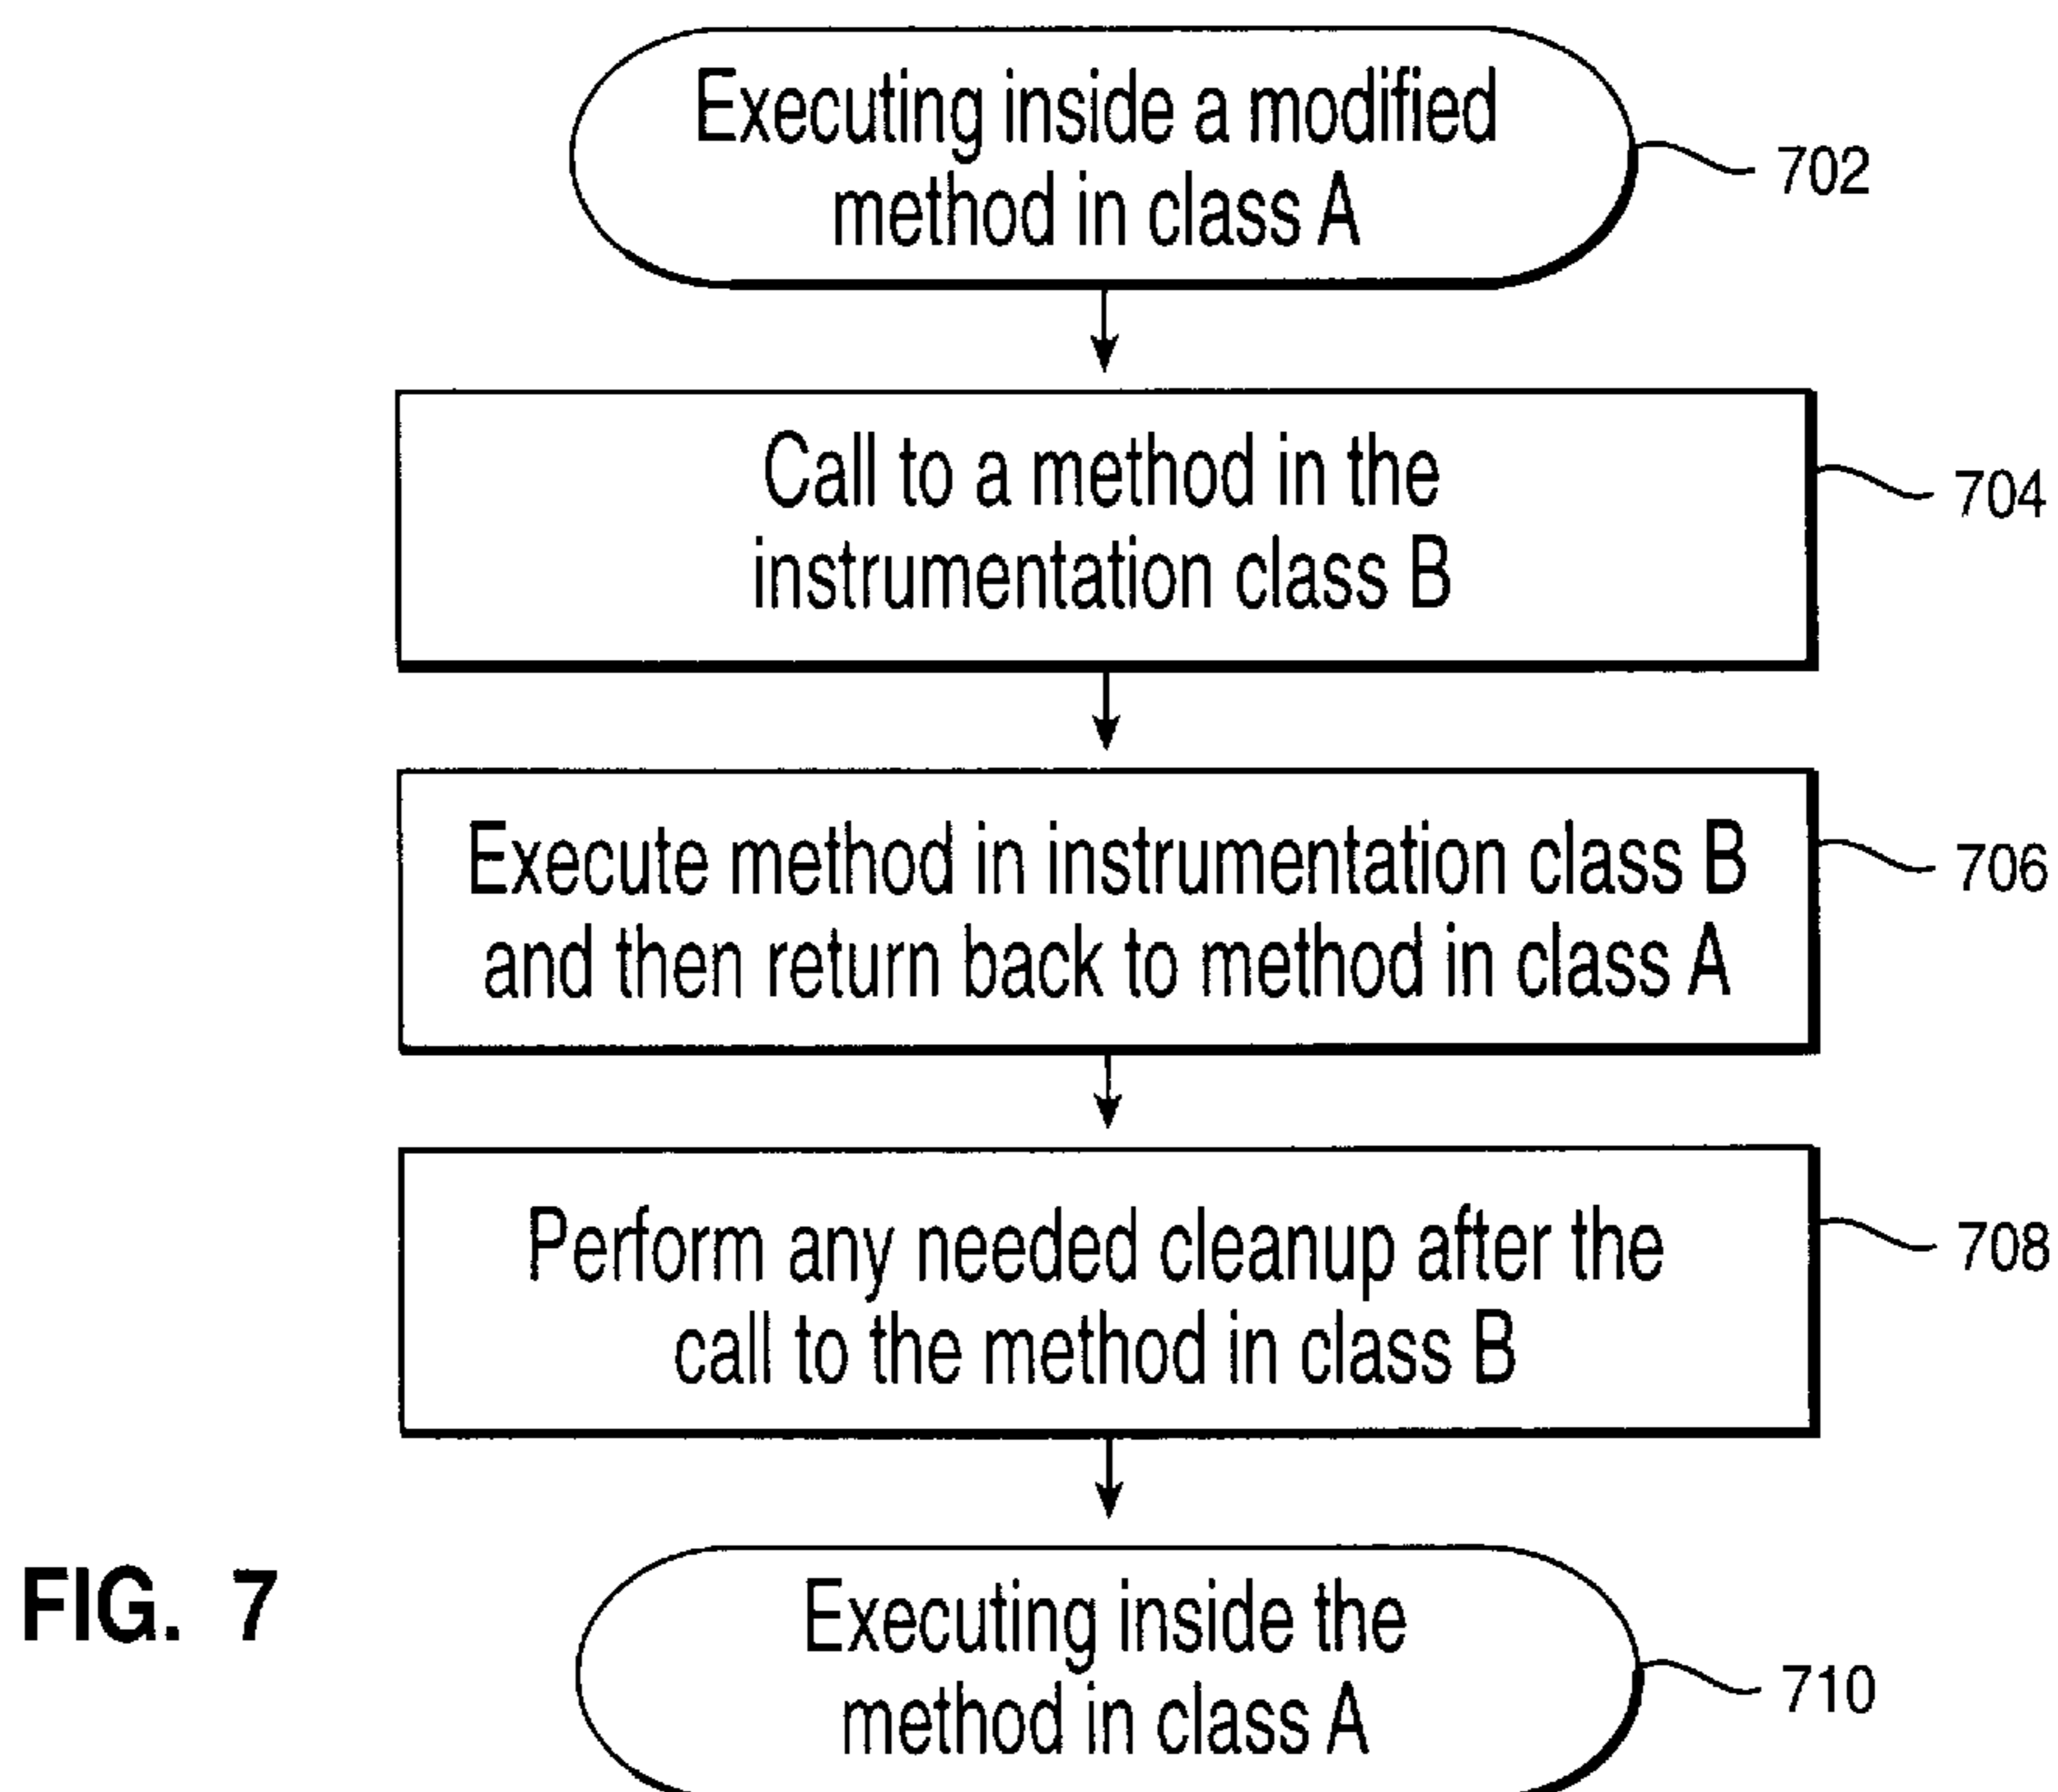 Executing inside a modified
method in class A
702
Call to a method in the
instrumentation class B
704
Execute method in instrumentation class B
and then return back to method in class A
706
Perform any needed cleanup after the
call to the method in class B
708
Executing inside the
method in class A
710
FIG. 7